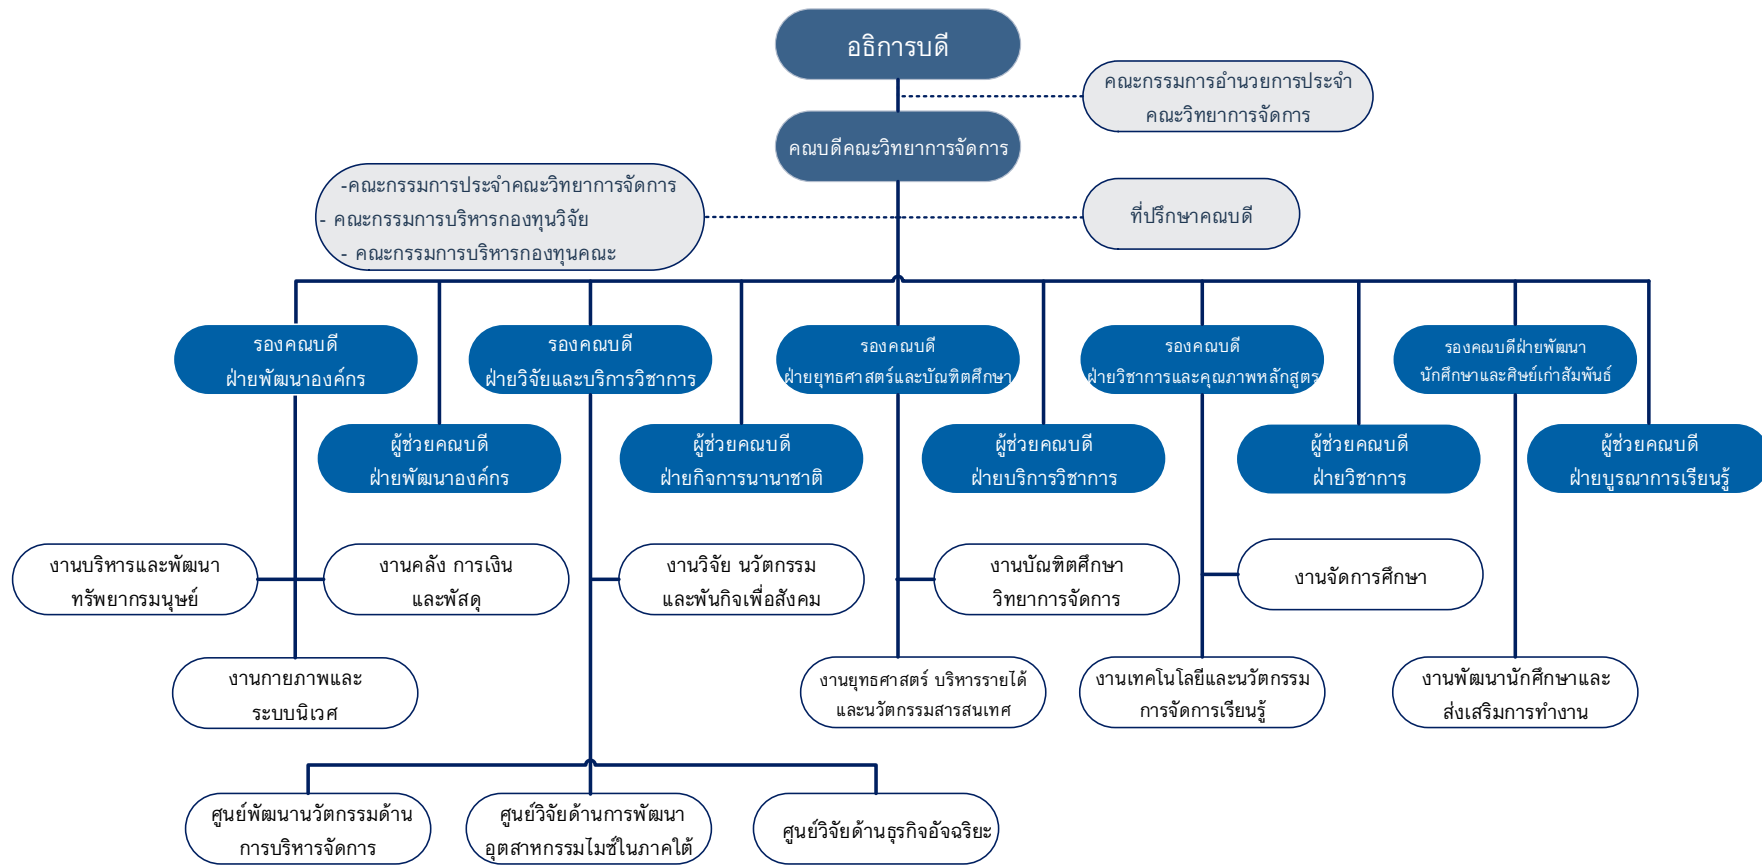 อธิการบดี
คณะกรรมการอำนวยการประจำ
คณะวิทยาการจัดการ
คณบดีคณะวิทยาการจัดการ
-คณะกรรมการประจำคณะวิทยาการจัดการ
- คณะกรรมการบริหารกองทุนวิจัย
- คณะกรรมการบริหารกองทุนคณะ
ที่ปรึกษาคณบดี
รองคณบดี
ฝ่ายพัฒนาองค์กร
รองคณบดี
ฝ่ายวิจัยและบริการวิชาการ
รองคณบดี
ฝ่ายยุทธศาสตร์และบัณฑิตศึกษา
รองคณบดี
ฝ่ายวิชาการและคุณภาพหลักสูตร
รองคณบดีฝ่ายพัฒนา
นักศึกษาและศิษย์เก่าสัมพันธ์
ผู้ช่วยคณบดี
ฝ่ายพัฒนาองค์กร
ผู้ช่วยคณบดี
ฝ่ายกิจการนานาชาติ
ผู้ช่วยคณบดี
ฝ่ายบริการวิชาการ
ผู้ช่วยคณบดี
ฝ่ายวิชาการ
ผู้ช่วยคณบดี
ฝ่ายบูรณาการเรียนรู้
งานบริหารและพัฒนา
ทรัพยากรมนุษย์
งานคลัง การเงิน
และพัสดุ
งานวิจัย นวัตกรรม
และพันกิจเพื่อสังคม
งานบัณฑิตศึกษา
วิทยาการจัดการ
งานจัดการศึกษา
งานกายภาพและ
ระบบนิเวศ
งานยุทธศาสตร์ บริหารรายได้
และนวัตกรรมสารสนเทศ
งานเทคโนโลยีและนวัตกรรม
การจัดการเรียนรู้
งานพัฒนานักศึกษาและ
ส่งเสริมการทำงาน
ศูนย์พัฒนานวัตกรรมด้าน
การบริหารจัดการ
ศูนย์วิจัยด้านการพัฒนา
อุตสาหกรรมไมซ์ในภาคใต้
ศูนย์วิจัยด้านธุรกิจอัจฉริยะ